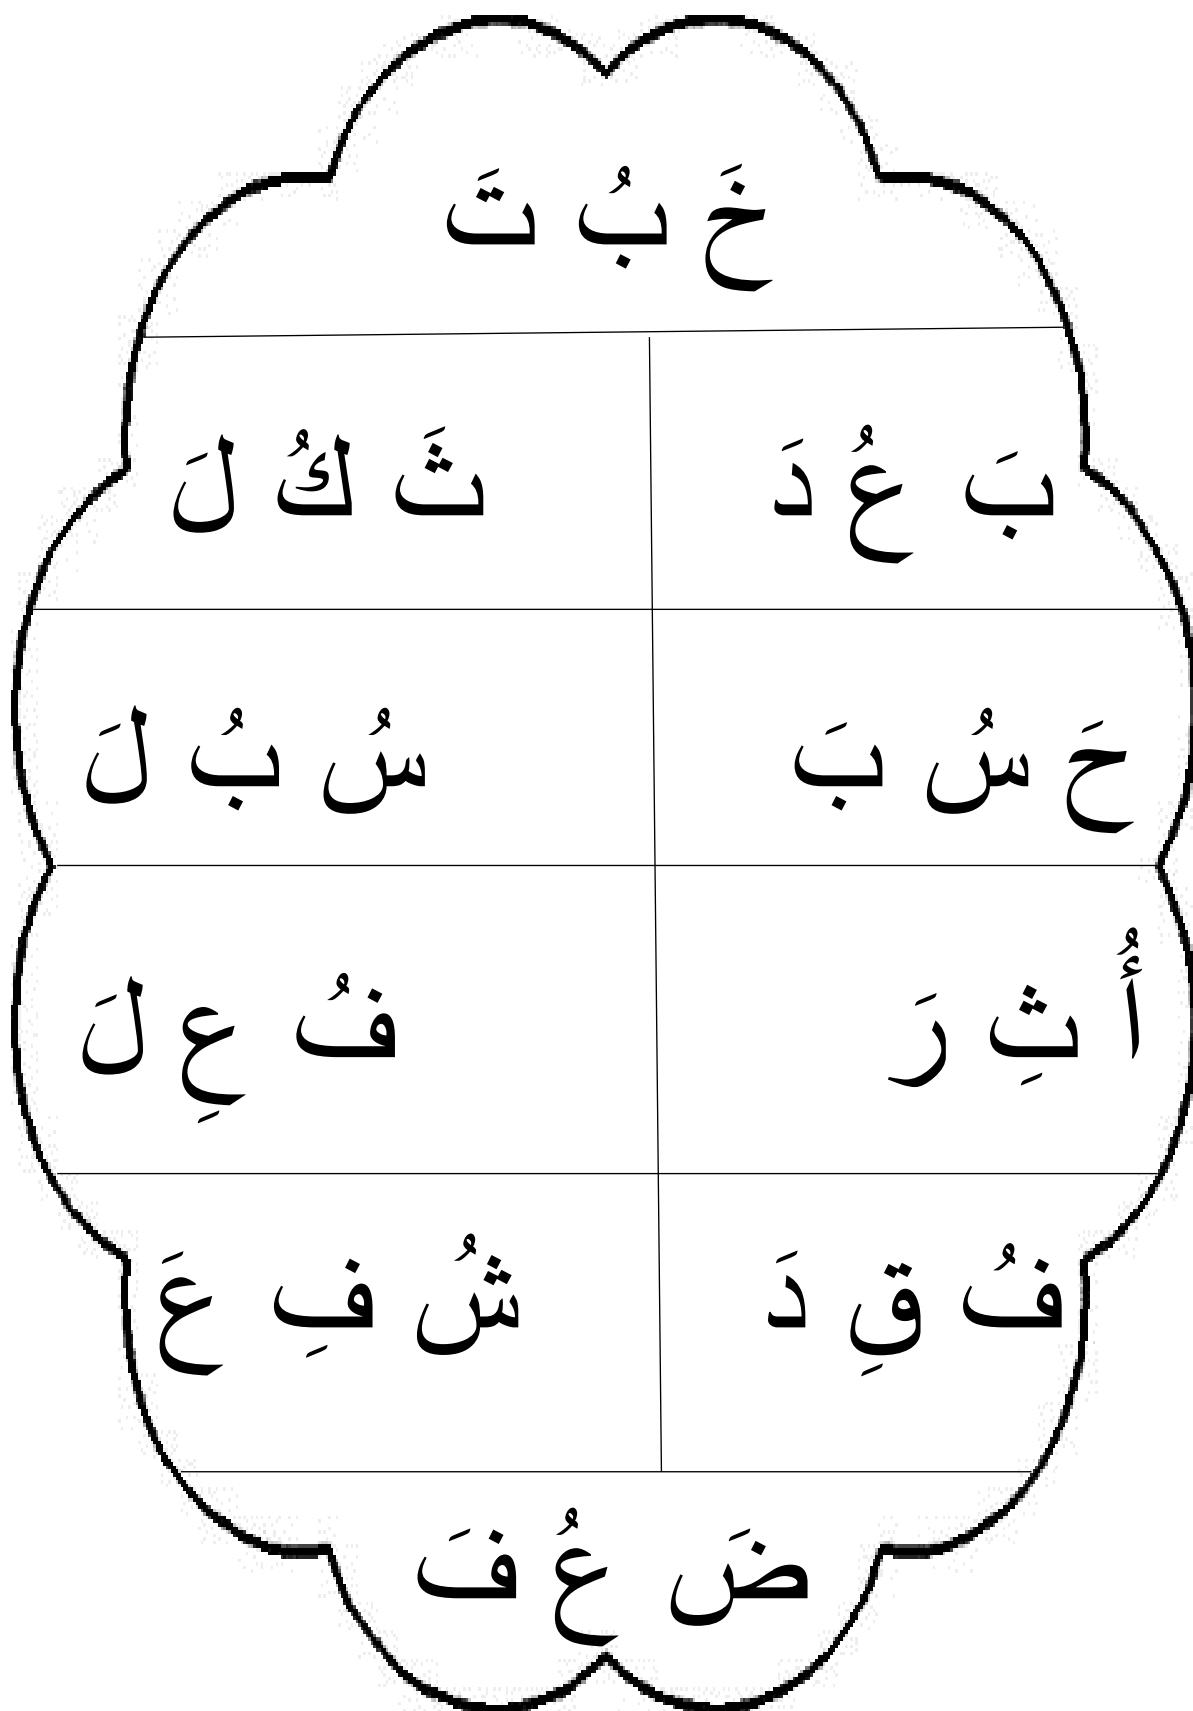 خَ بُ تَ
بَ عُ دَ ثَ كُ لَ
حَ سُ بَ سُ بُ لَ
أُ ثِ رَ فُ عِ لَ
فُ قِ دَ شُ فِ عَ
ضَ عُ فَ